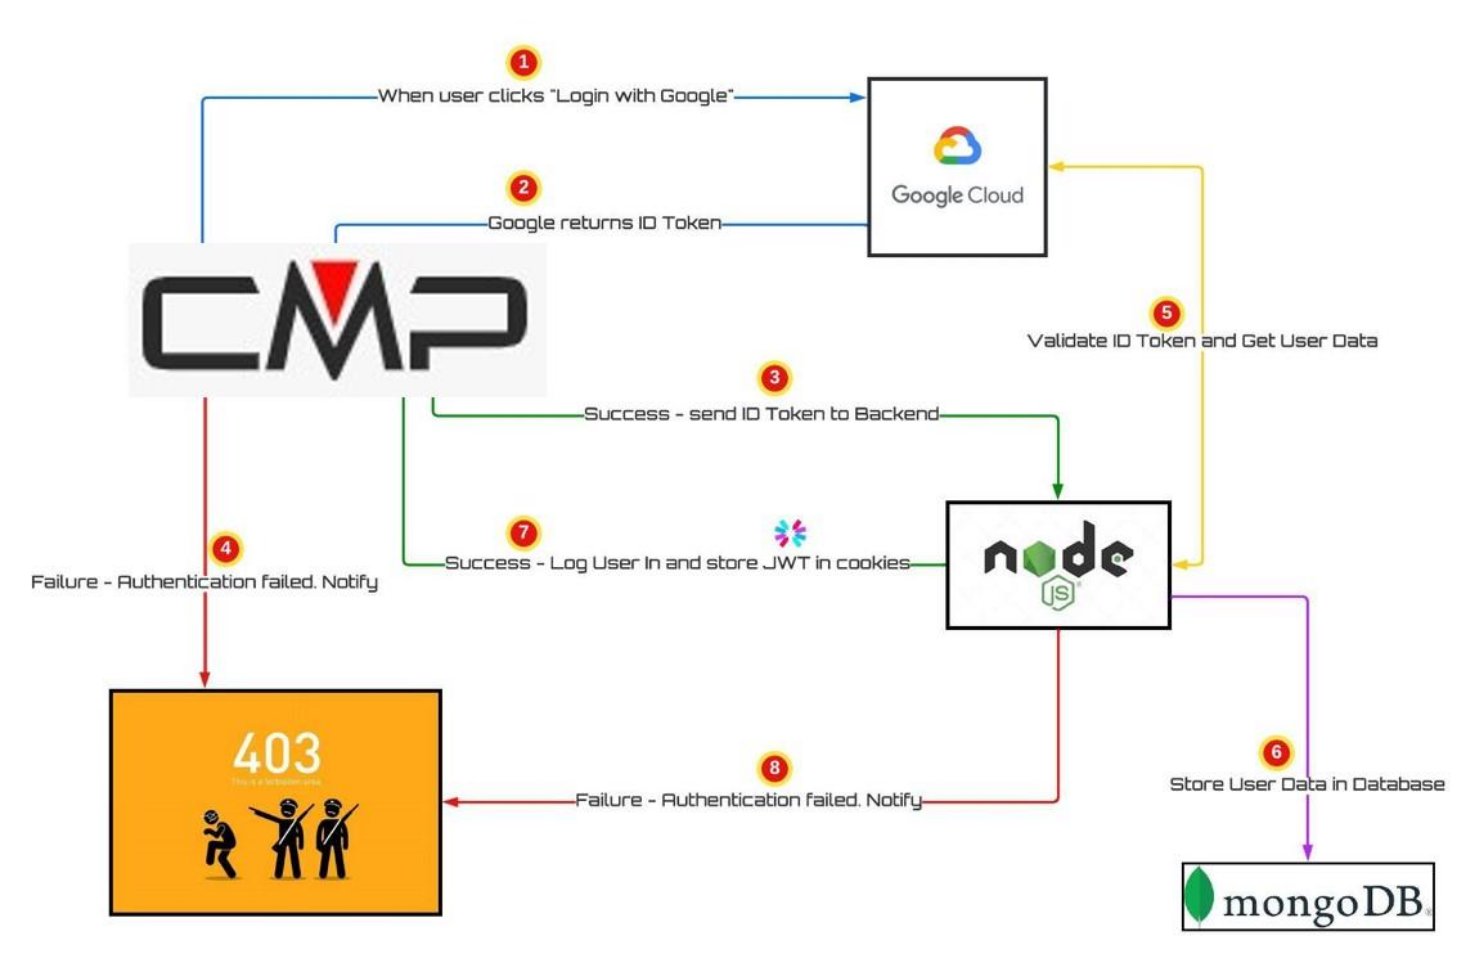 1
When user clicks "Login with Google"
Google Cloud
2
Google returns ID Token
CMP
5
Validate ID Token and Get User Data
3
Success - send ID Token to Backend
7
Success - Log User In and store JWT in cookies
node
JS
4
Failure - Authentication failed. Notify
403
This is a forbidden area
8
Failure - Authentication failed. Notify
6
Store User Data in Database
mongoDB®